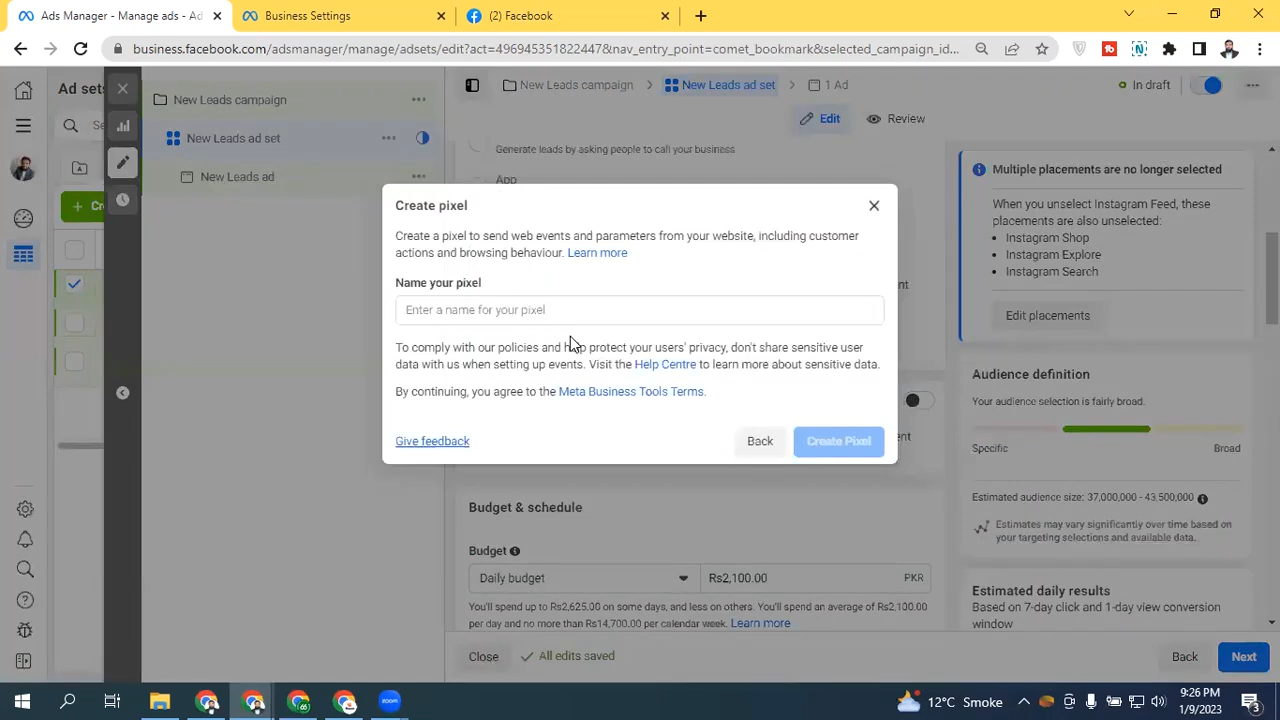 Ads Manager - Manage ads - Ad
Business Settings
(2) Facebook
business.facebook.com/adsmanager/manage/adsets/edit?act=496945351822447&nav_entry_point=comet_bookmark&selected_campaign_id...
Ad sets
New Leads campaign
New Leads campaign
New Leads ad set
1 Ad
In draft
Edit
Review
New Leads ad set
New Leads ad
Generate leads by asking people to call your business
App
Multiple placements are no longer selected
When you unselect Instagram Feed, these
placements are also unselected:
Instagram Shop
Instagram Explore
Instagram Search
Edit placements
Create pixel
Create a pixel to send web events and parameters from your website, including customer
actions and browsing behaviour. Learn more
Name your pixel
Enter a name for your pixel
To comply with our policies and help protect your users' privacy, don't share sensitive user
data with us when setting up events. Visit the Help Centre to learn more about sensitive data.
By continuing, you agree to the Meta Business Tools Terms.
Give feedback
Back
Create Pixel
Audience definition
Your audience selection is fairly broad.
Specific
Broad
Estimated audience size: 37,000,000 - 43,500,000
Estimates may vary significantly over time based on
your targeting selections and available data.
Budget & schedule
Budget
Daily budget
Rs2,100.00
PKR
You'll spend up to Rs2,625.00 on some days, and less on others. You'll spend an average of Rs2,100.00
per day and no more than Rs14,700.00 per calendar week. Learn more
Estimated daily results
Based on 7-day click and 1-day view conversion
window
Close
All edits saved
Back
Next
zoom
12°C Smoke
9:26 PM
1/9/2023
3